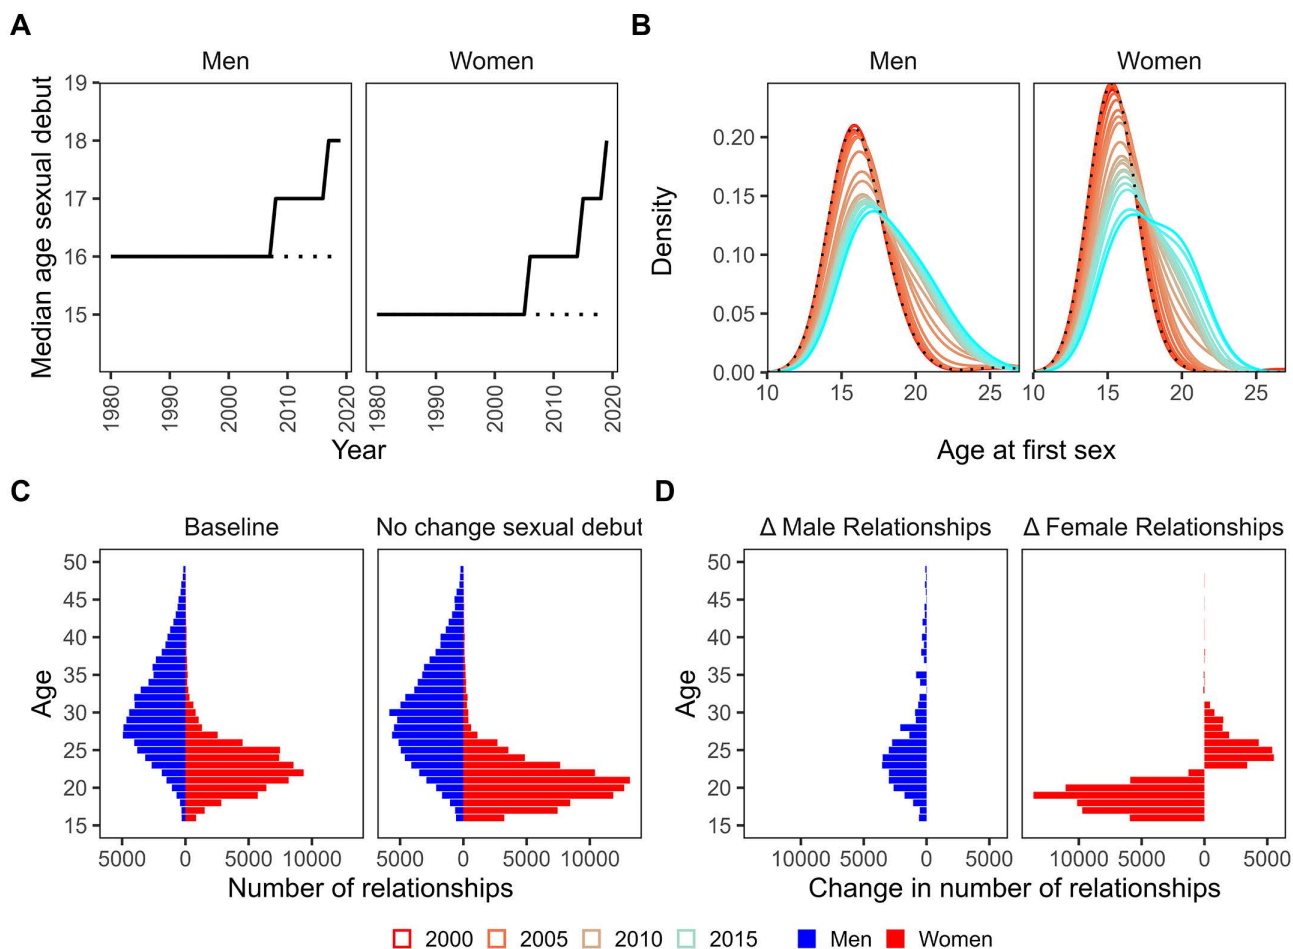 A
B
Men
Women
Men
Women
Median age sexual debut
19
18
17
16
15
1980
1990
2000
2010
2020
1980
1990
2000
2010
2020
Year
Density
0.20
0.15
0.10
0.05
0.00
10
15
20
25
10
15
20
25
Age at first sex
C
D
Baseline
No change sexual debut
Δ Male Relationships
Δ Female Relationships
Age
50
45
40
35
30
25
20
15
5000
0
5000
10000
5000
0
5000
10000
Number of relationships
Age
50
45
40
35
30
25
20
15
10000
5000
0
5000
10000
5000
0
5000
Change in number of relationships
2000
2005
2010
2015
Men
Women